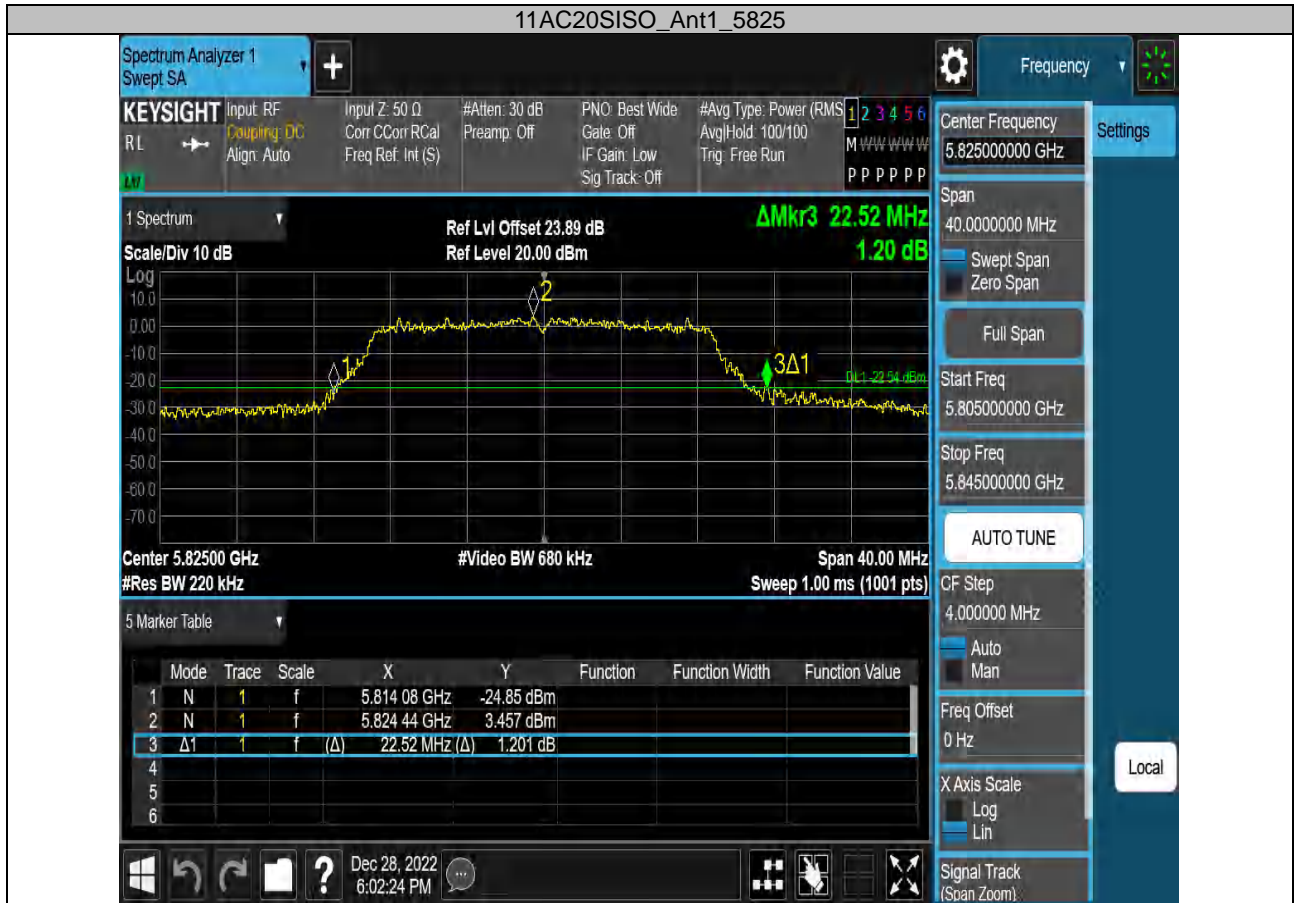 11AC20SISO_Ant1_5825
Spectrum Analyzer 1
Swept SA
Frequency
KEYSIGHT
RL
Input: RF
Coupling: DC
Align: Auto
Input Z: 50 Ω
Corr CCorr RCal
Freq Ref: Int (S)
#Atten: 30 dB
Preamp: Off
PNO: Best Wide
Gate: Off
IF Gain: Low
Sig Track: Off
#Avg Type: Power (RMS
Avg|Hold: 100/100
Trig: Free Run
1 2 3 4 5 6
M W W W W W
P P P P P P
1 Spectrum
Scale/Div 10 dB
Ref Lvl Offset 23.89 dB
Ref Level 20.00 dBm
ΔMkr3 22.52 MHz
1.20 dB
Log
10.0
0.00
-10.0
-20.0
-30.0
-40.0
-50.0
-60.0
-70.0
2
1
3Δ1
DL1 -22.54 dBm
Center 5.82500 GHz
#Video BW 680 kHz
Span 40.00 MHz
#Res BW 220 kHz
Sweep 1.00 ms (1001 pts)
5 Marker Table
Mode Trace Scale X Y Function Function Width Function Value
1 N 1 f 5.814 08 GHz -24.85 dBm
2 N 1 f 5.824 44 GHz 3.457 dBm
3 Δ1 1 f (Δ) 22.52 MHz (Δ) 1.201 dB
4
5
6
Dec 28, 2022
6:02:24 PM
Center Frequency
5.825000000 GHz
Settings
Span
40.0000000 MHz
Swept Span
Zero Span
Full Span
Start Freq
5.805000000 GHz
Stop Freq
5.845000000 GHz
AUTO TUNE
CF Step
4.000000 MHz
Auto
Man
Freq Offset
0 Hz
X Axis Scale
Log
Lin
Local
Signal Track
(Span Zoom)